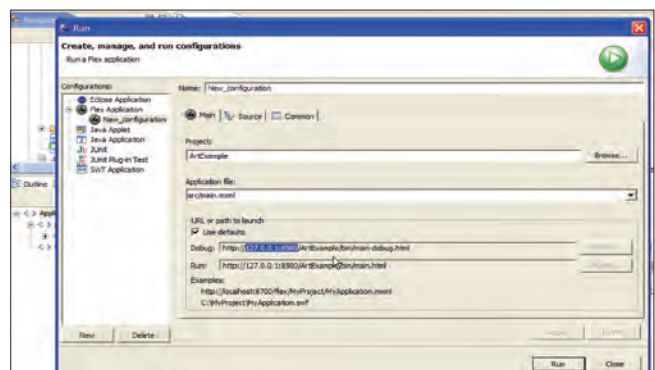 Run
Create, manage, and run configurations
Run a Flex application
Configurations:
Eclipse Application
Flex Application
New_configuration
Java Applet
Java Application
JUnit
JUnit Plug-in Test
SWT Application
New
Delete
Name: New_configuration
Main
Source
Common
Project:
ArtExample
Browse...
Application file:
src/main.mxml
URL or path to launch
Use defaults
Debug: http://127.0.0.1:8900/ArtExample/bin/main-debug.html
Run: http://127.0.0.1:8900/ArtExample/bin/main.html
Examples:
http://localhost:8700/flex/MyProject/MyApplication.mxml
C:\MyProject\MyApplication.swf
Run
Close
Outline